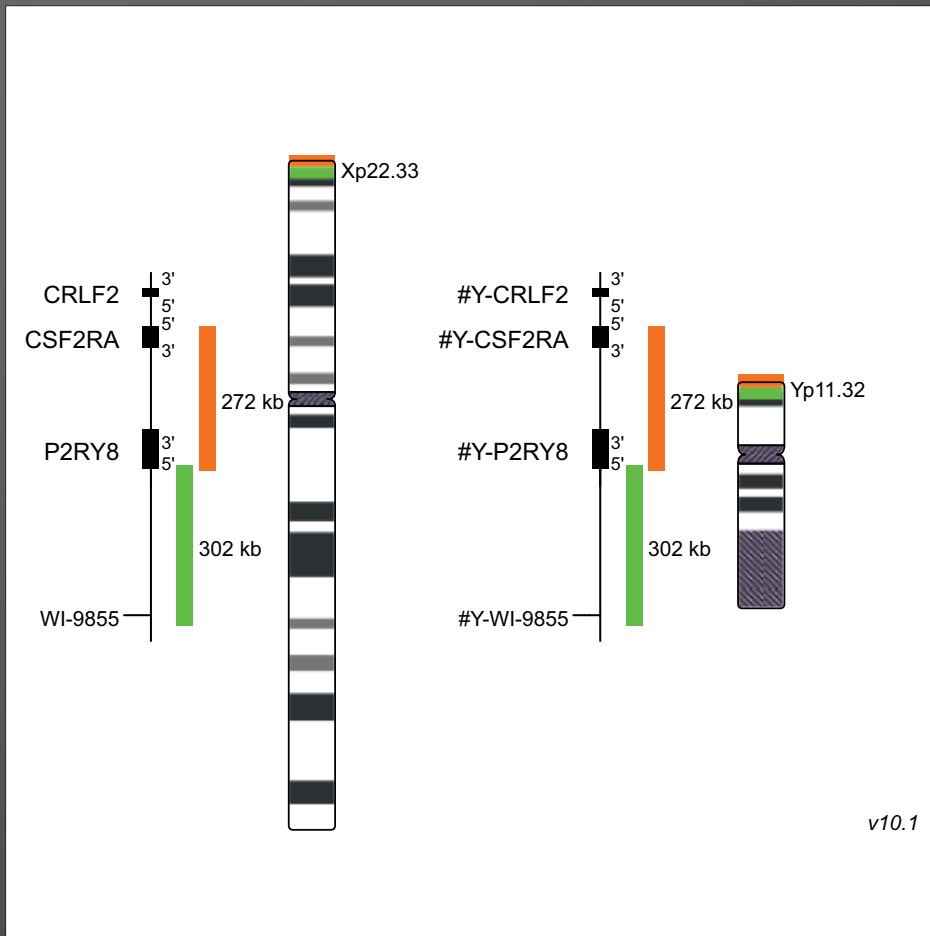 Xp22.33
CRLF2
3'
5'
CSF2RA
5'
3'
272 kb
P2RY8
3'
5'
302 kb
WI-9855
#Y-CRLF2
3'
5'
#Y-CSF2RA
5'
3'
Yp11.32
272 kb
#Y-P2RY8
3'
5'
302 kb
#Y-WI-9855
v10.1